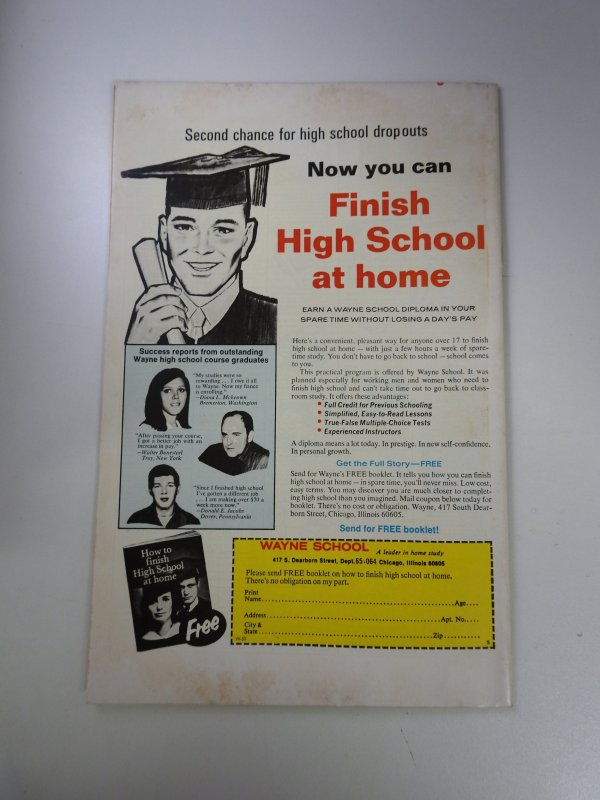 Second chance for high school dropouts
Now you can
Finish
High School
at home
EARN A WAYNE SCHOOL DIPLOMA IN YOUR
SPARE TIME WITHOUT LOSING A DAY'S PAY
Here's a convenient, pleasant way for anyone over 17 to finish
high school at home — with just a few hours a week of spare-
time study. You don't have to go back to school — school comes
to you.
This practical program is offered by Wayne School. It was
planned especially for working men and women who need to
finish high school and can't take time out to go back to class-
room study. It offers these advantages:
• Full Credit for Previous Schooling
• Simplified, Easy-to-Read Lessons
• True-False Multiple-Choice Tests
• Experienced Instructors
A diploma means a lot today. In prestige. In new self-confidence.
In personal growth.
Get the Full Story—FREE
Send for Wayne's FREE booklet. It tells you how you can finish
high school at home — in spare time, you'll never miss. Low cost,
easy terms. You may discover you are much closer to complet-
ing high school than you imagined. Mail coupon below today for
booklet. There's no cost or obligation. Wayne, 417 South Dear-
born Street, Chicago, Illinois 60605.
Send for FREE booklet!
Success reports from outstanding
Wayne high school course graduates
"My studies were so
rewarding . . . I owe it all
to Wayne. Now my fiance
is enrolling."
—Diana L. McKeown
Bremerton, Washington
"After passing your course,
I got a better job with an
increase in pay."
—Walter Bonesteel
Troy, New York
"Since I finished high school
I've gotten a different job
. . . I am making over $70 a
week more now."
—Donald E. Jacobs
Dover, Pennsylvania
How to
finish
High School
at home
Free
WAYNE SCHOOL A leader in home study
417 S. Dearborn Street, Dept. 65-064 Chicago, Illinois 60605
Please send FREE booklet on how to finish high school at home.
There's no obligation on my part.
Print
Name Age
Address Apt. No.
City &
State Zip